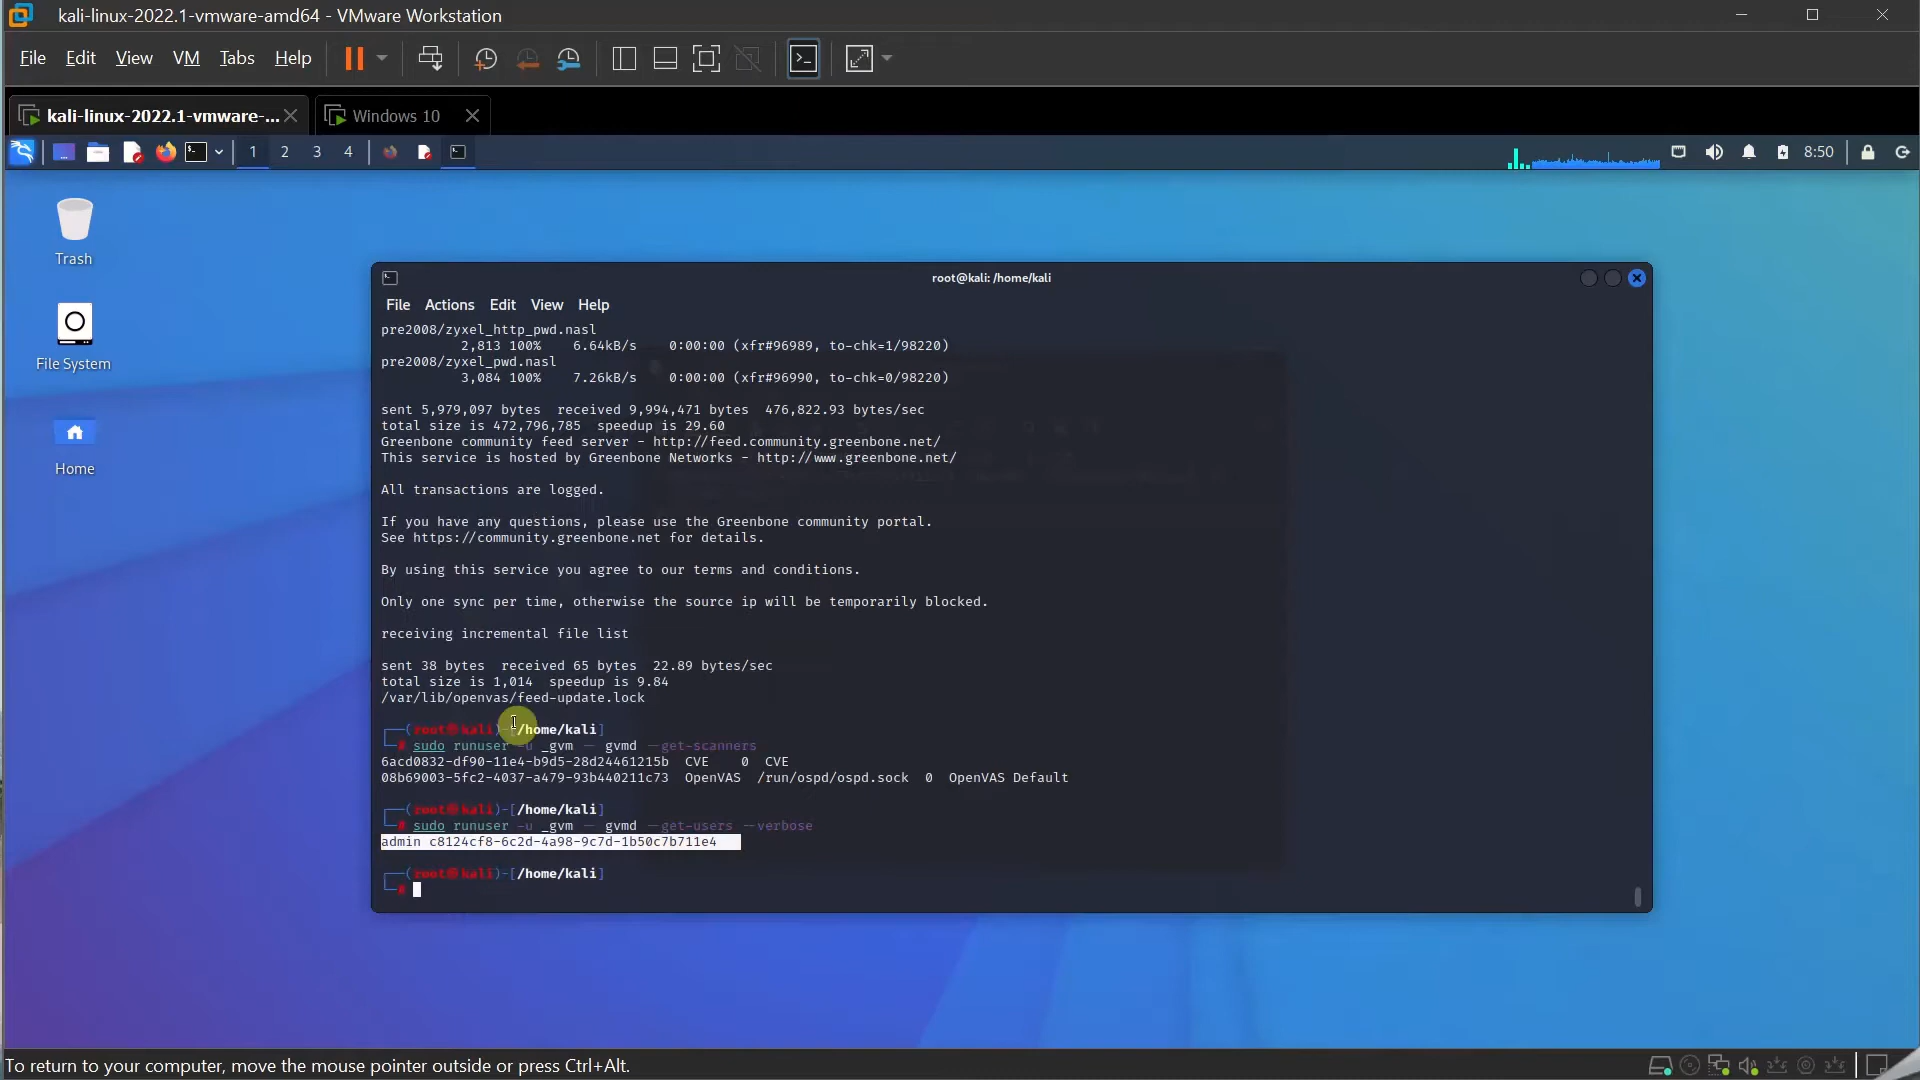 kali-linux-2022.1-vmware-amd64 - VMware Workstation
File Edit View VM Tabs Help
kali-linux-2022.1-vmware-... Windows 10
1 2 3 4 8:50
Trash
File System
Home
root@kali: /home/kali
File Actions Edit View Help
pre2008/zyxel_http_pwd.nasl
2,813 100% 6.64kB/s 0:00:00 (xfr#96989, to-chk=1/98220)
pre2008/zyxel_pwd.nasl
3,084 100% 7.26kB/s 0:00:00 (xfr#96990, to-chk=0/98220)
sent 5,979,097 bytes received 9,994,471 bytes 476,822.93 bytes/sec
total size is 472,796,785 speedup is 29.60
Greenbone community feed server - http://feed.community.greenbone.net/
This service is hosted by Greenbone Networks - http://www.greenbone.net/
All transactions are logged.
If you have any questions, please use the Greenbone community portal.
See https://community.greenbone.net for details.
By using this service you agree to our terms and conditions.
Only one sync per time, otherwise the source ip will be temporarily blocked.
receiving incremental file list
sent 38 bytes received 65 bytes 22.89 bytes/sec
total size is 1,014 speedup is 9.84
/var/lib/openvas/feed-update.lock
(root㉿kali)-[/home/kali]
# sudo runuser -u _gvm — gvmd —get-scanners
6acd0832-df90-11e4-b9d5-28d24461215b CVE 0 CVE
08b69003-5fc2-4037-a479-93b440211c73 OpenVAS /run/ospd/ospd.sock 0 OpenVAS Default
(root㉿kali)-[/home/kali]
# sudo runuser -u _gvm — gvmd —get-users —verbose
admin c8124cf8-6c2d-4a98-9c7d-1b50c7b711e4
(root㉿kali)-[/home/kali]
#
To return to your computer, move the mouse pointer outside or press Ctrl+Alt.